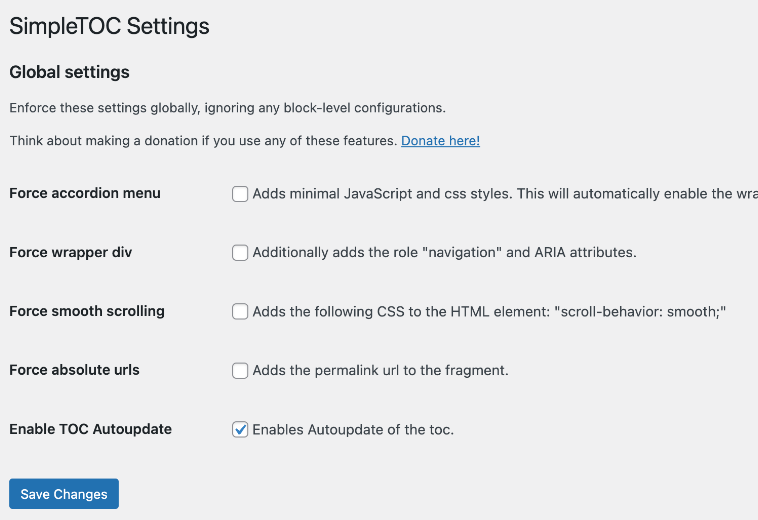 SimpleTOC Settings
Global settings
Enforce these settings globally, ignoring any block-level configurations.
Think about making a donation if you use any of these features. Donate here!
Force accordion menu Adds minimal JavaScript and css styles. This will automatically enable the
Force wrapper div Additionally adds the role "navigation" and ARIA attributes.
Force smooth scrolling Adds the following CSS to the HTML element: "scroll-behavior: smooth;"
Force absolute urls Adds the permalink url to the fragment.
Enable TOC Autoupdate Enables Autoupdate of the toc.
Save Changes